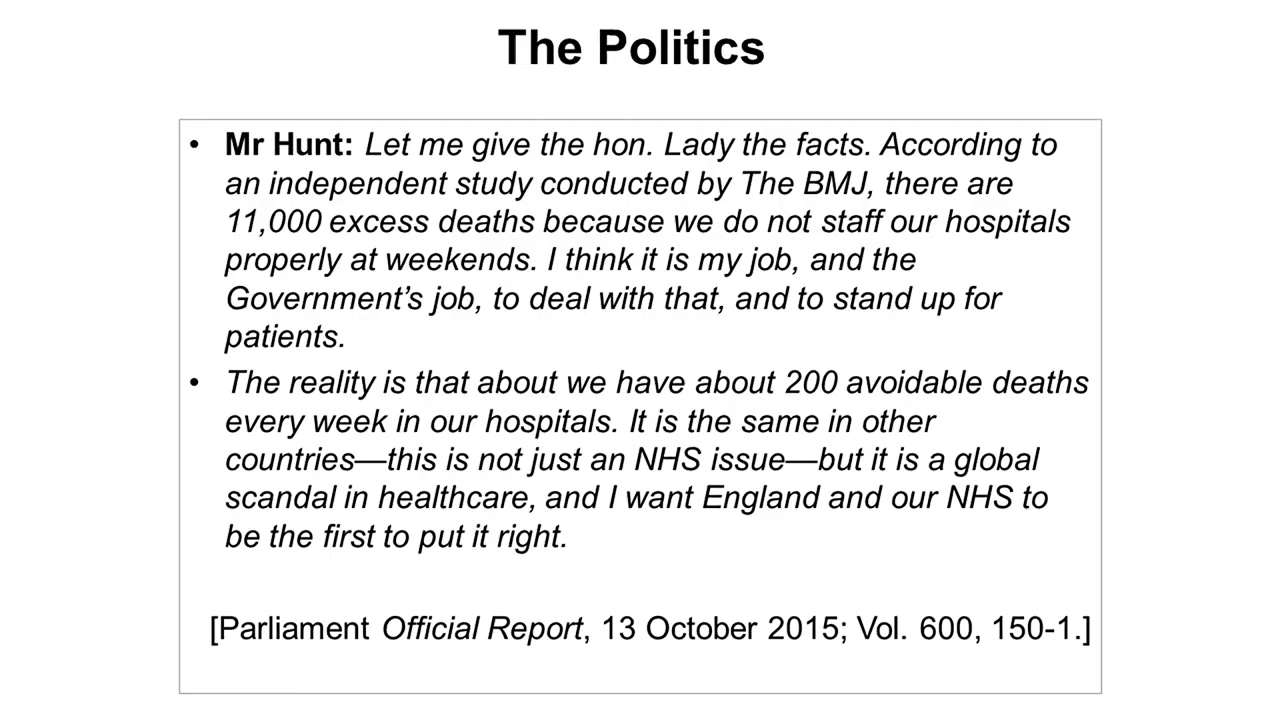 The Politics
• Mr Hunt: Let me give the hon. Lady the facts. According to
an independent study conducted by The BMJ, there are
11,000 excess deaths because we do not staff our hospitals
properly at weekends. I think it is my job, and the
Government’s job, to deal with that, and to stand up for
patients.
• The reality is that about we have about 200 avoidable deaths
every week in our hospitals. It is the same in other
countries—this is not just an NHS issue—but it is a global
scandal in healthcare, and I want England and our NHS to
be the first to put it right.
[Parliament Official Report, 13 October 2015; Vol. 600, 150-1.]